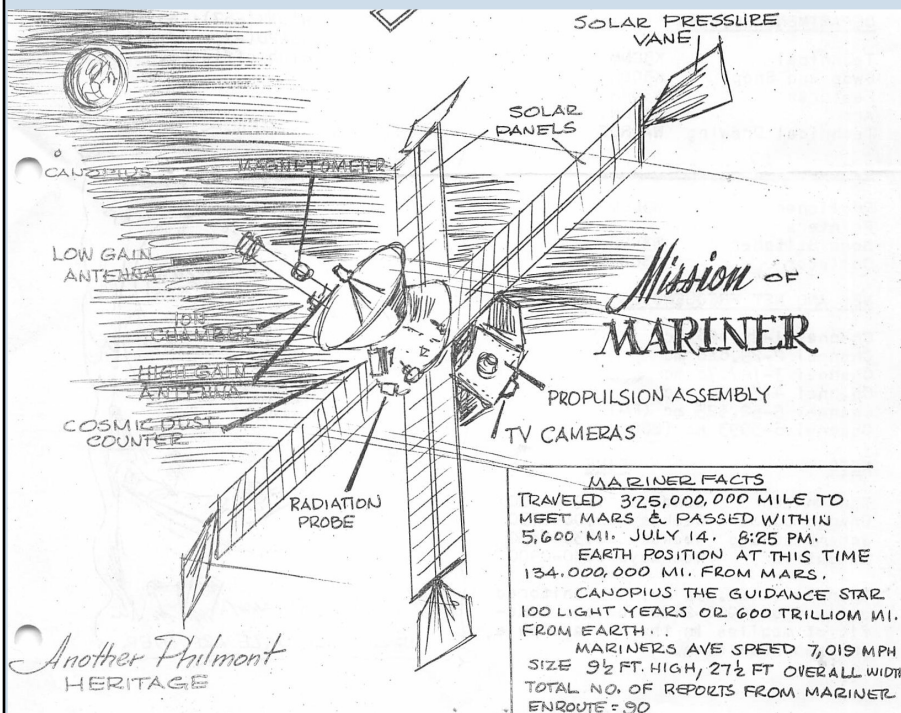 SOLAR PRESSURE
VANE
SOLAR
PANELS
CANOPIUS
MAGNETOMETER
LOW GAIN
ANTENNA
ION
CHAMBER
HIGH GAIN
ANTENNA
COSMIC DUST
COUNTER
RADIATION
PROBE
Mission OF
MARINER
PROPULSION ASSEMBLY
TV CAMERAS
MARINER FACTS
TRAVELED 325,000,000 MILE TO
MEET MARS & PASSED WITHIN
5,600 MI. JULY 14. 8:25 PM.
EARTH POSITION AT THIS TIME
134.000,000 MI. FROM MARS.
CANOPIUS THE GUIDANCE STAR
100 LIGHT YEARS OR 600 TRILLIOM MI.
FROM EARTH..
MARINERS AVE SPEED 7,019 MPH
SIZE 9½ FT. HIGH, 27½ FT OVERALL WIDTH
TOTAL NO. OF REPORTS FROM MARINER
ENROUTE = 90
Another Philmont
HERITAGE